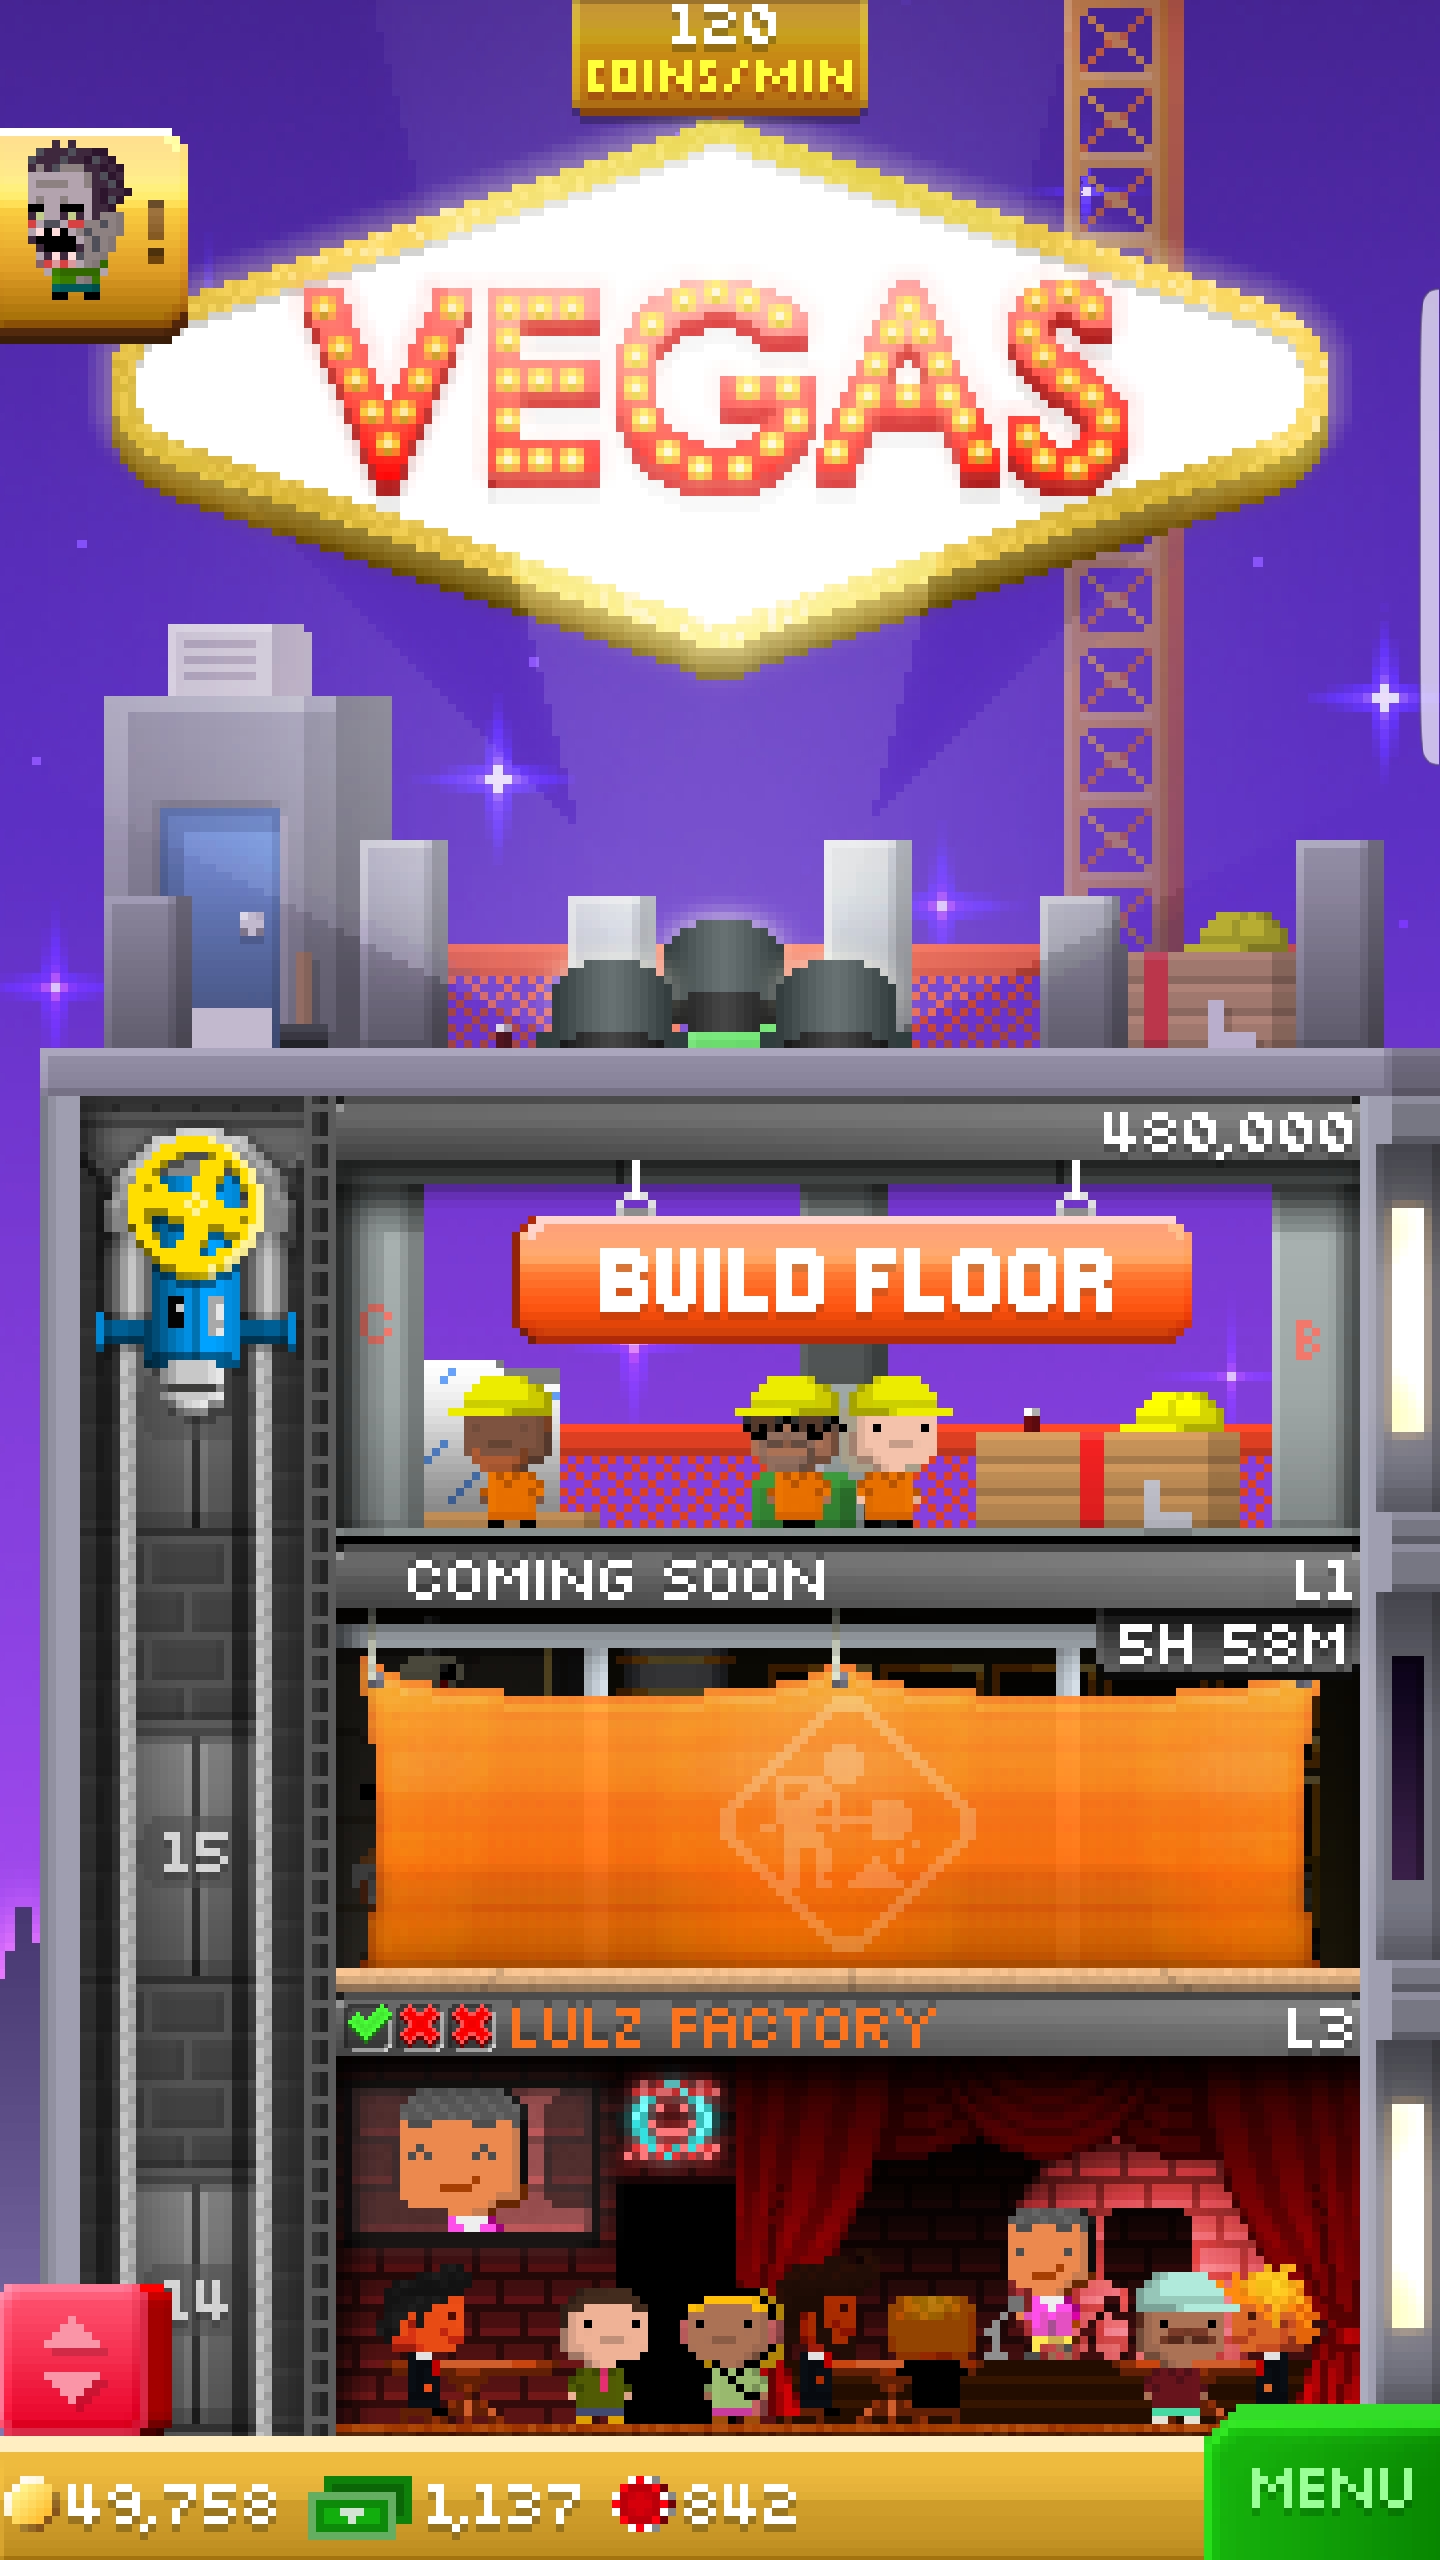 120
COINS/MIN
!
VEGAS
480,000
BUILD FLOOR
C
B
COMING SOON L1
5H 58M
15
LULZ FACTORY L3
14
49,758 1,137 842
MENU